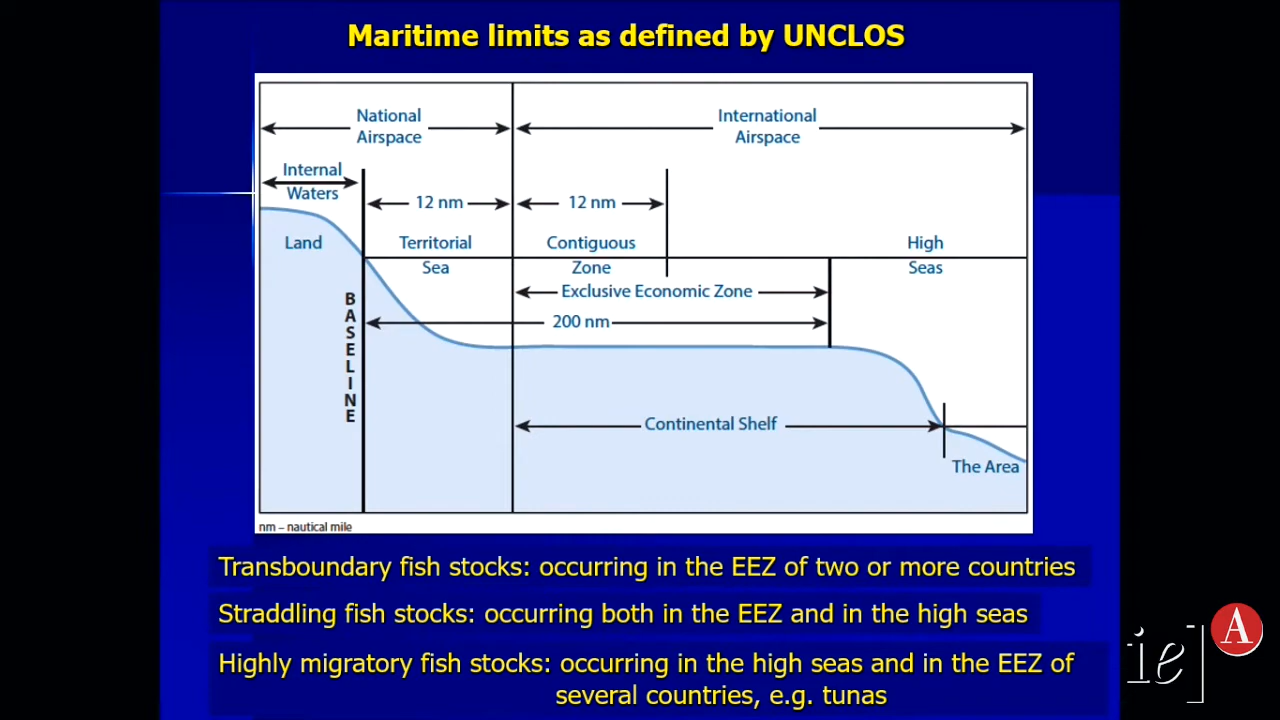 Maritime limits as defined by UNCLOS
National
Airspace
International
Airspace
Internal
Waters
12 nm
12 nm
Land
Territorial
Sea
Contiguous
Zone
High
Seas
Exclusive Economic Zone
200 nm
BASELINE
Continental Shelf
The Area
nm – nautical mile
Transboundary fish stocks: occurring in the EEZ of two or more countries
Straddling fish stocks: occurring both in the EEZ and in the high seas
Highly migratory fish stocks: occurring in the high seas and in the EEZ of
several countries, e.g. tunas
ie]
A